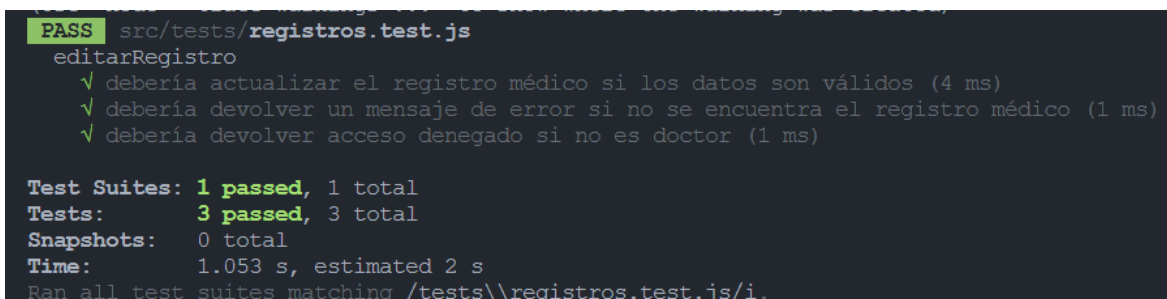 PASS src/tests/registros.test.js
editarRegistro
√ debería actualizar el registro médico si los datos son válidos (4 ms)
√ debería devolver un mensaje de error si no se encuentra el registro médico (1 ms)
√ debería devolver acceso denegado si no es doctor (1 ms)
Test Suites: 1 passed, 1 total
Tests: 3 passed, 3 total
Snapshots: 0 total
Time: 1.053 s, estimated 2 s
Ran all test suites matching /tests\\registros.test.js/i.